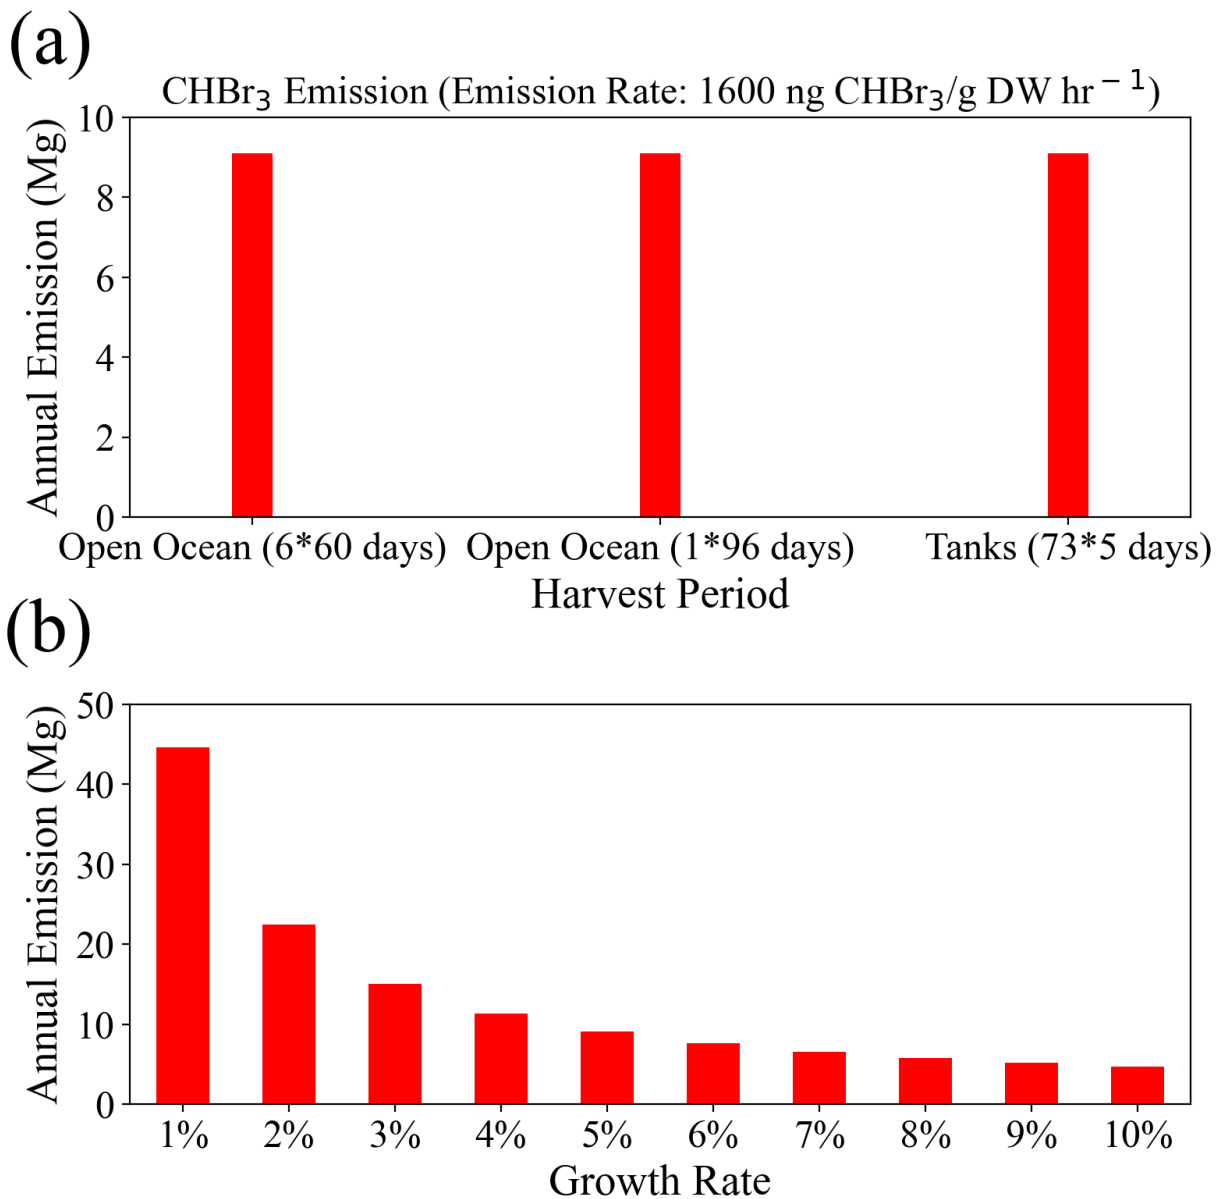 (a)
CHBr₃ Emission (Emission Rate: 1600 ng CHBr₃/g DW hr⁻¹)
Annual Emission (Mg)
10
8
6
4
2
0
Open Ocean (6*60 days) Open Ocean (1*96 days) Tanks (73*5 days)
Harvest Period
(b)
Annual Emission (Mg)
50
40
30
20
10
0
1% 2% 3% 4% 5% 6% 7% 8% 9% 10%
Growth Rate